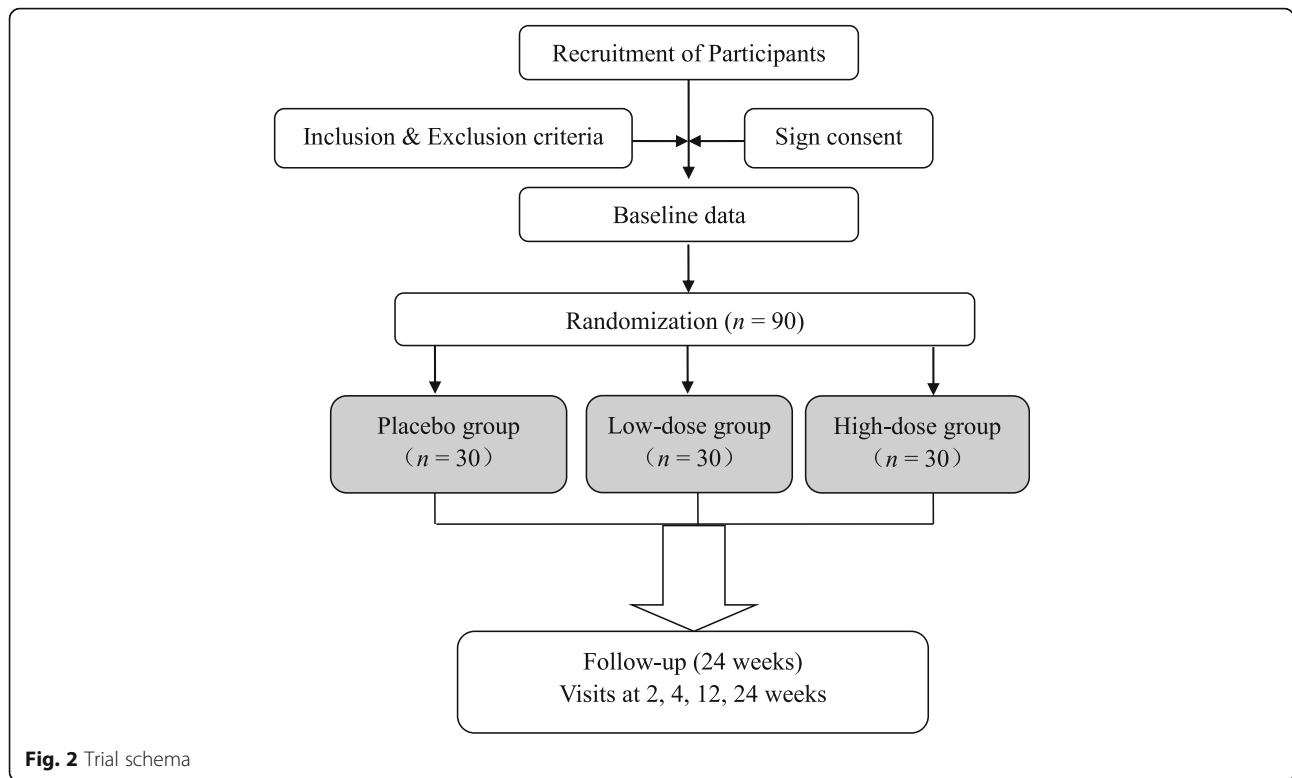 Recruitment of Participants
Inclusion & Exclusion criteria
Sign consent
Baseline data
Randomization (n = 90)
Placebo group
（n = 30）
Low-dose group
（n = 30）
High-dose group
（n = 30）
Follow-up (24 weeks)
Visits at 2, 4, 12, 24 weeks
Fig. 2 Trial schema